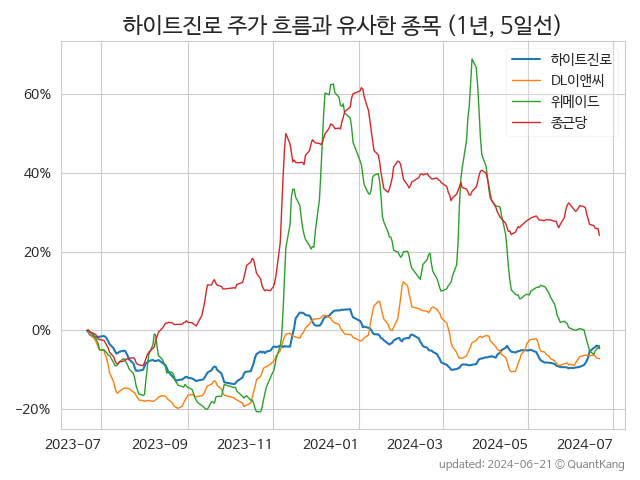 하이트진로 주가 흐름과 유사한 종목 (1년, 5일선)
하이트진로
DL이앤씨
위메이드
종근당
60%
40%
20%
0%
−20%
2023−07
2023−09
2023−11
2024−01
2024−03
2024−05
2024−07
updated: 2024-06-21 © QuantKang